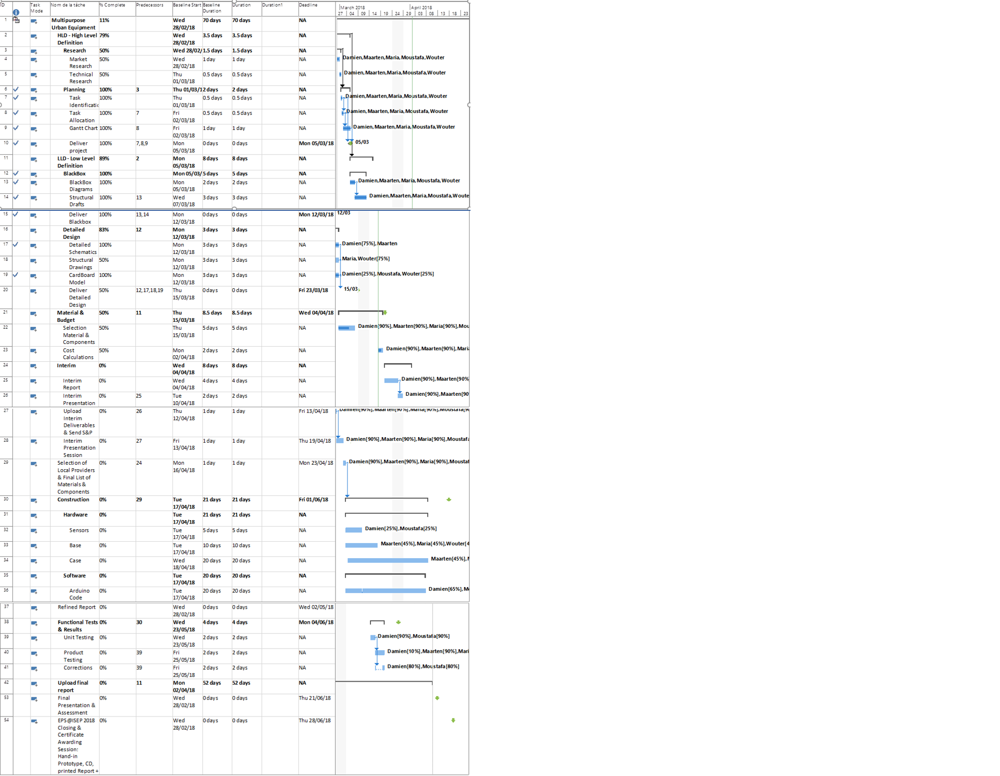 ID Task Mode Nom de la tâche % Complete Predecessors Baseline Start Baseline Duration Duration Duration1 Deadline
March 2018 April 2018
27 04 09 14 19 24 29 03 08 13 18 23
1 Multipurpose Urban Equipment 11% Wed 28/02/18 70 days 70 days NA
2 HLD - High Level Definition 79% Wed 28/02/18 3.5 days 3.5 days NA
3 Research 50% Wed 28/02/ 1.5 days 1.5 days NA
4 Market Research 50% Wed 28/02/18 1 day 1 day NA Damien,Maarten,Maria,Moustafa,Wouter
5 Technical Research 50% Thu 01/03/18 0.5 days 0.5 days NA Damien,Maarten,Maria,Moustafa,Wouter
6 Planning 100% 3 Thu 01/03/1 2 days 2 days NA
7 Task Identificatic 100% Thu 01/03/18 0.5 days 0.5 days NA Damien,Maarten,Maria,Moustafa,Wouter
8 Task Allocation 100% 7 Fri 02/03/18 0.5 days 0.5 days NA Damien,Maarten,Maria,Moustafa,Wouter
9 Gantt Chart 100% 8 Fri 02/03/18 1 day 1 day NA Damien,Maarten,Maria,Moustafa,Wouter
10 Deliver project 100% 7,8,9 Mon 05/03/18 0 days 0 days Mon 05/03/18 05/03
11 LLD - Low Level Definition 89% 2 Mon 05/03/18 8 days 8 days NA
12 BlackBox 100% Mon 05/03/ 5 days 5 days NA
13 BlackBox Diagrams 100% Mon 05/03/18 2 days 2 days NA Damien,Maarten,Maria,Moustafa,Wouter
14 Structural Drafts 100% 13 Wed 07/03/18 3 days 3 days NA Damien,Maarten,Maria,Moustafa,Woute
15 Deliver Blackbox 100% 13,14 Mon 12/03/18 0 days 0 days Mon 12/03/18 12/03
16 Detailed Design 83% 12 Mon 12/03/18 3 days 3 days NA
17 Detailed Schematics 100% Mon 12/03/18 3 days 3 days NA Damien[75%],Maarten
18 Structural Drawings 50% Mon 12/03/18 3 days 3 days NA Maria,Wouter[75%]
19 CardBoard Model 100% Mon 12/03/18 3 days 3 days NA Damien[25%],Moustafa,Wouter[25%]
20 Deliver Detailed Design 50% 12,17,18,19 Thu 15/03/18 0 days 0 days Fri 23/03/18 15/03
21 Material & Budget 50% 11 Thu 15/03/18 8.5 days 8.5 days Wed 04/04/18
22 Selection Material & Components 50% Thu 15/03/18 5 days 5 days NA Damien[90%],Maarten[90%],Maria[90%],Mou
23 Cost Calculations 50% Mon 02/04/18 2 days 2 days NA Damien[90%],Maarten[90%],Maria
24 Interim 0% Wed 04/04/18 8 days 8 days NA
25 Interim Report 0% Wed 04/04/18 4 days 4 days NA Damien[90%],Maarten[90%
26 Interim Presentation 0% 25 Tue 10/04/18 2 days 2 days NA Damien[90%],Maarten[90
27 Upload Interim Deliverables & Send S&P 0% 26 Thu 12/04/18 1 day 1 day Fri 13/04/18 Damien[90%],Maarten[90%],Maria[90%],Moustafa[90
28 Interim Presentation Session 0% 27 Fri 13/04/18 1 day 1 day Thu 19/04/18 Damien[90%],Maarten[90%],Maria[90%],Moustafa
29 Selection of Local Providers & Final List of Materials & Components 0% 24 Mon 16/04/18 1 day 1 day Mon 23/04/18 Damien[90%],Maarten[90%],Maria[90%],Moustaf
30 Construction 0% 29 Tue 17/04/18 21 days 21 days Fri 01/06/18
31 Hardware 0% Tue 17/04/18 21 days 21 days NA
32 Sensors 0% Tue 17/04/18 5 days 5 days NA Damien[25%],Moustafa[25%]
33 Base 0% Tue 17/04/18 10 days 10 days NA Maarten[45%],Maria[45%],Wouter[4
34 Case 0% Wed 18/04/18 20 days 20 days NA Maarten[45%],
35 Software 0% Tue 17/04/18 20 days 20 days NA
36 Arduino Code 0% Tue 17/04/18 20 days 20 days NA Damien[65%],Mo
37 Refined Report 0% Wed 28/02/18 0 days 0 days Wed 02/05/18
38 Functional Tests & Results 0% 30 Wed 23/05/18 4 days 4 days Mon 04/06/18
39 Unit Testing 0% Wed 23/05/18 2 days 2 days NA Damien[90%],Moustafa[90%]
40 Product Testing 0% 39 Fri 25/05/18 2 days 2 days NA Damien[10%],Maarten[90%],Mari
41 Corrections 0% 39 Fri 25/05/18 2 days 2 days NA Damien[80%],Moustafa[80%]
42 Upload final report 0% 11 Mon 02/04/18 52 days 52 days NA
53 Final Presentation & Assessment 0% Wed 28/02/18 0 days 0 days Thu 21/06/18
54 EPS@ISEP 2018 Closing & Certificate Awarding Session: Hand-in Prototype, CD, printed Report + 0% Wed 28/02/18 0 days 0 days Thu 28/06/18